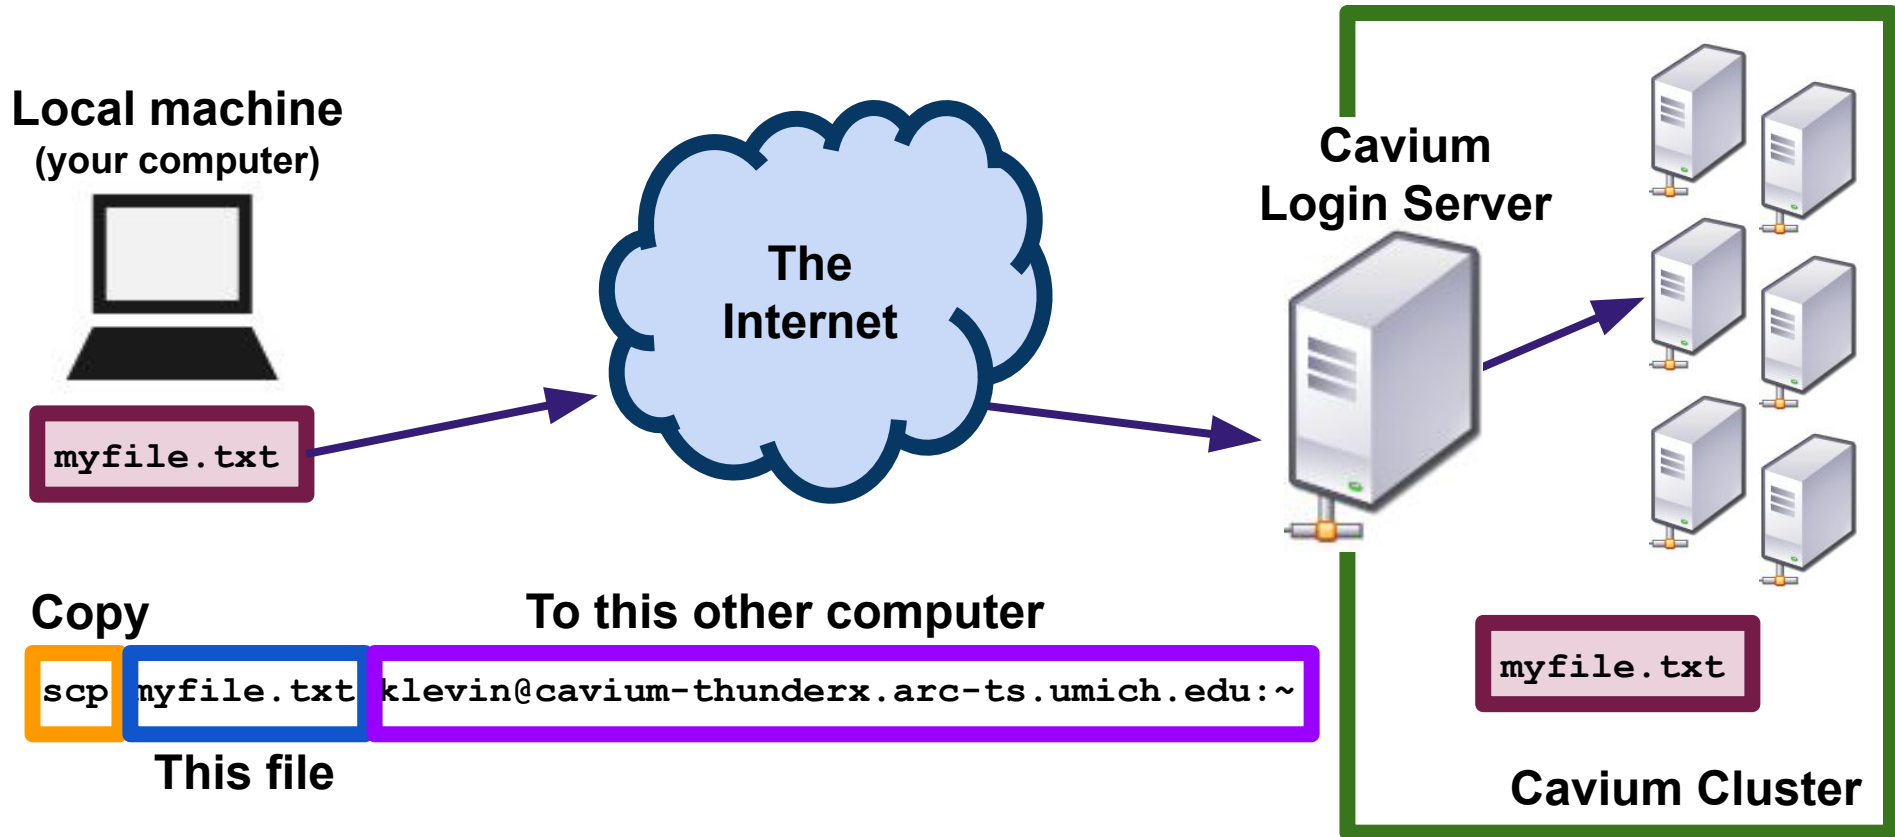 Local machine
(your computer)
The
Internet
Cavium
Login Server
myfile.txt
Copy
To this other computer
scp myfile.txt klevin@cavium-thunderx.arc-ts.umich.edu:~
This file
myfile.txt
Cavium Cluster